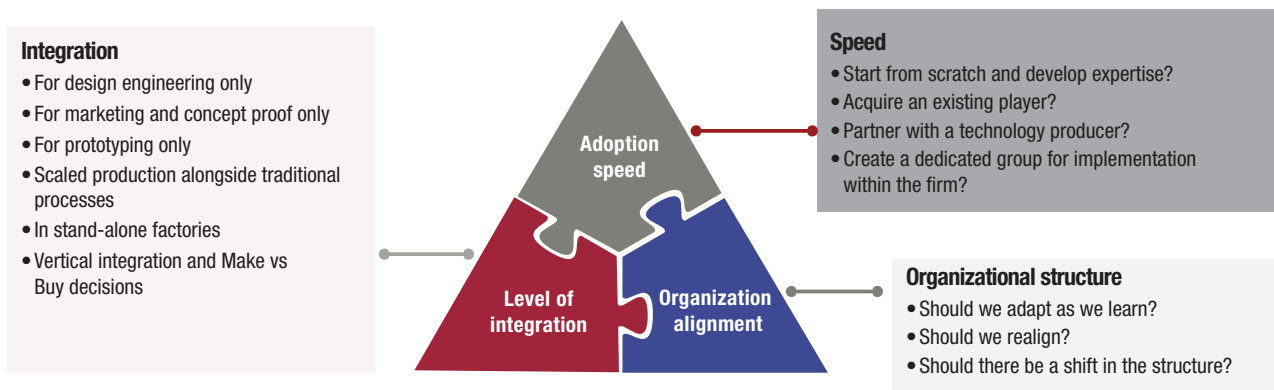 Integration
• For design engineering only
• For marketing and concept proof only
• For prototyping only
• Scaled production alongside traditional
processes
• In stand-alone factories
• Vertical integration and Make vs
Buy decisions
Adoption
speed
Level of
integration
Organization
alignment
Speed
• Start from scratch and develop expertise?
• Acquire an existing player?
• Partner with a technology producer?
• Create a dedicated group for implementation
within the firm?
Organizational structure
• Should we adapt as we learn?
• Should we realign?
• Should there be a shift in the structure?